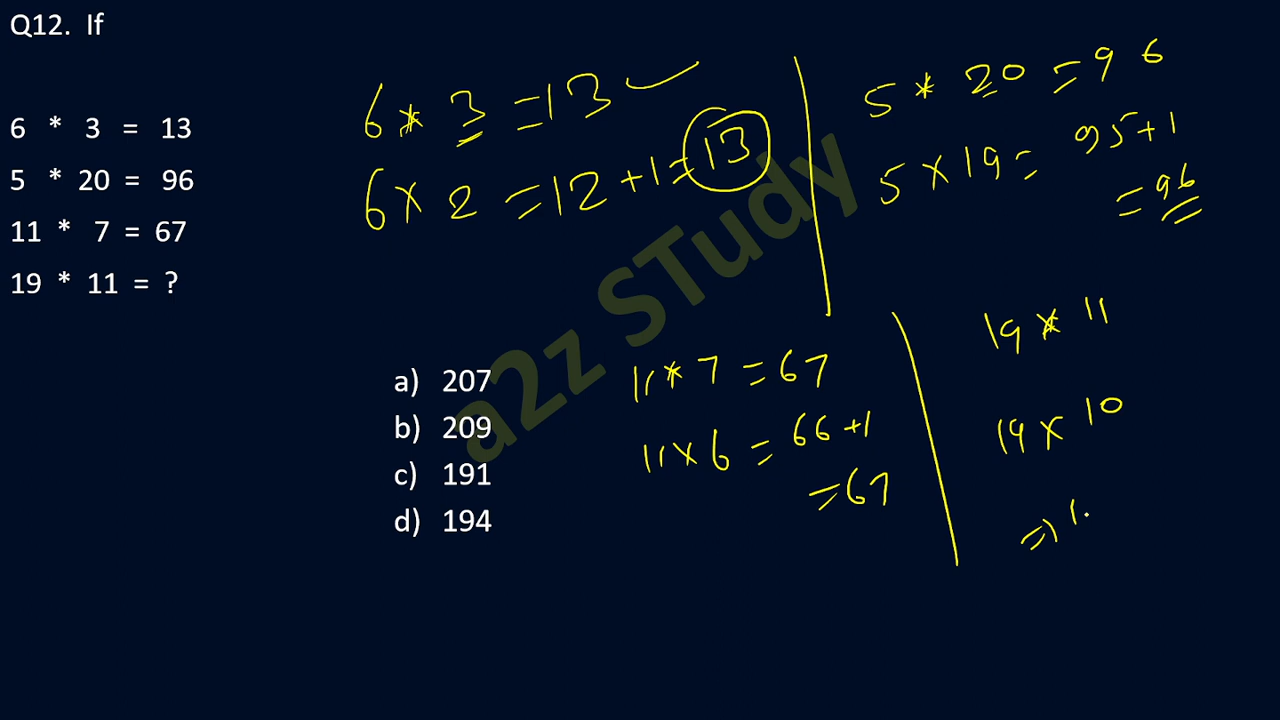 Q12. If
6 * 3 = 13
5 * 20 = 96
11 * 7 = 67
19 * 11 = ?
a) 207
b) 209
c) 191
d) 194
6 * 3 = 13
6 × 2 = 12 + 1 = 13
5 * 20 = 96
5 × 19 = 95 + 1
= 96
11 * 7 = 67
11 × 6 = 66 + 1
= 67
19 * 11
19 × 10
= 1
a2z STudy